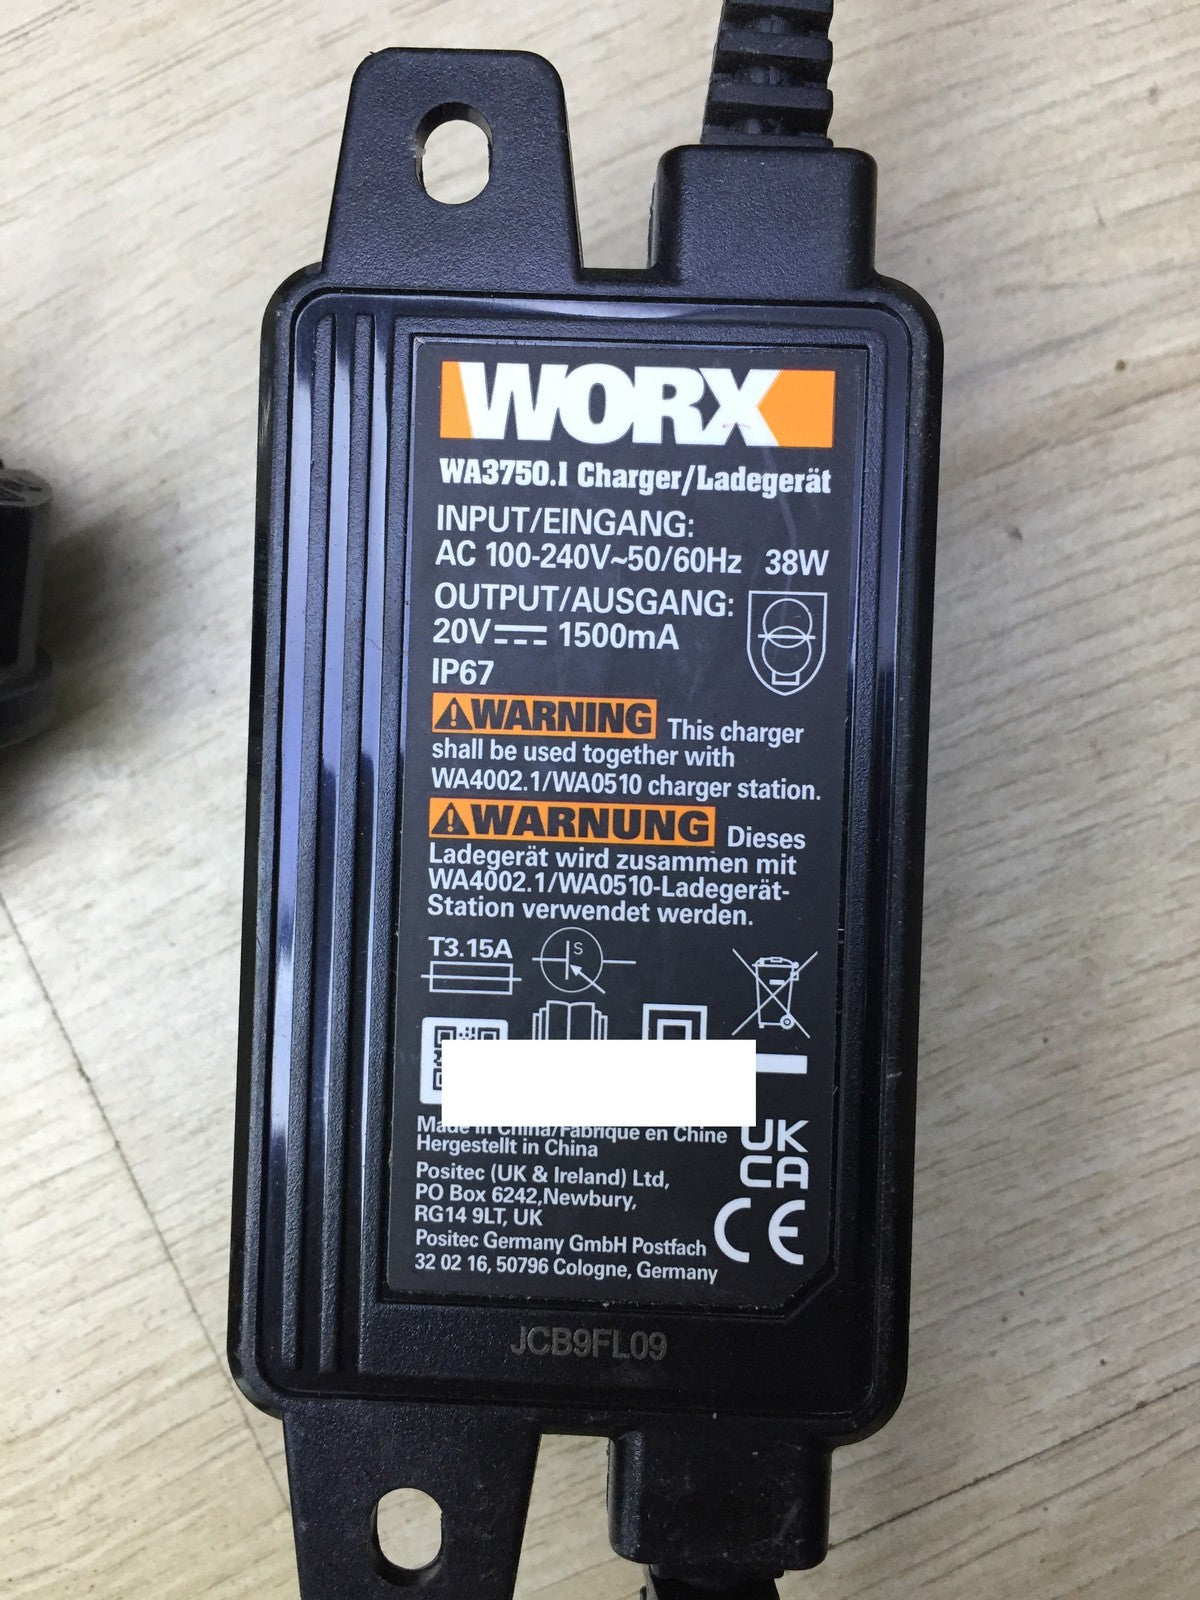 WORX
WA3750.1 Charger/Ladegerät
INPUT/EINGANG:
AC 100-240V~50/60Hz 38W
OUTPUT/AUSGANG:
20V⎓ 1500mA
IP67
⚠WARNING This charger
shall be used together with
WA4002.1/WA0510 charger station.
⚠WARNUNG Dieses
Ladegerät wird zusammen mit
WA4002.1/WA0510-Ladegerät-
Station verwendet werden.
T3.15A
S
Made in China/Fabriqué en Chine
Hergestellt in China
UK
CA
Positec (UK & Ireland) Ltd,
PO Box 6242,Newbury,
RG14 9LT, UK
CE
Positec Germany GmbH Postfach
32 02 16, 50796 Cologne, Germany
JCB9FL09